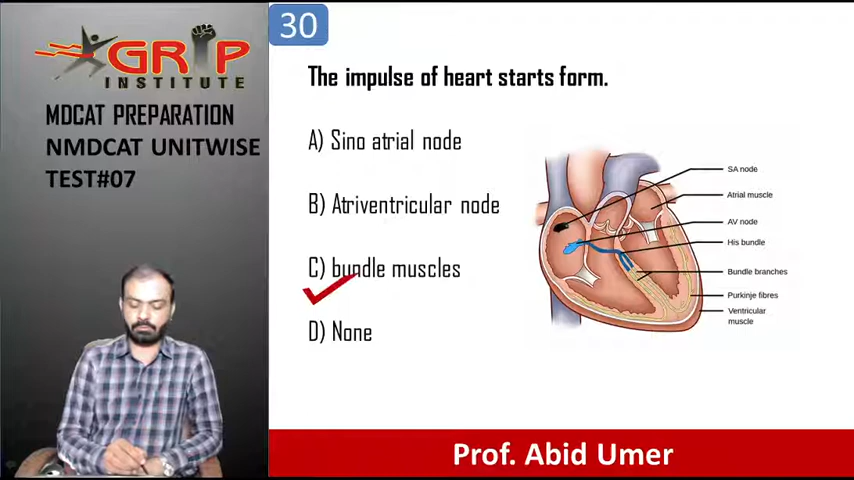 30
GRIP
INSTITUTE
MDCAT PREPARATION
NMDCAT UNITWISE
TEST#07
The impulse of heart starts form.
A) Sino atrial node
B) Atriventricular node
C) bundle muscles
D) None
SA node
Atrial muscle
AV node
His bundle
Bundle branches
Purkinje fibres
Ventricular
muscle
Prof. Abid Umer